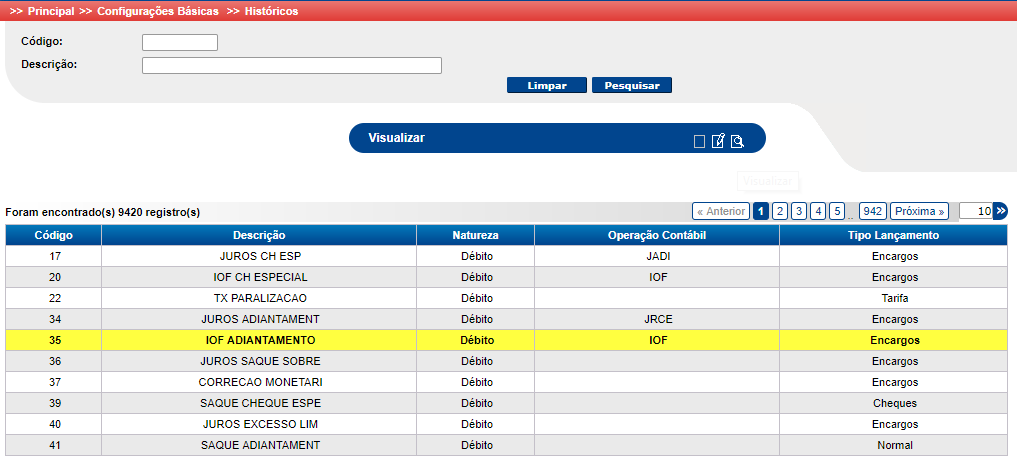 >> Principal >> Configurações Básicas >> Históricos
Código:
Descrição:
Limpar Pesquisar
Visualizar
Visualizar
Foram encontrado(s) 9420 registro(s) « Anterior 1 2 3 4 5 .. 942 Próxima » 10 »
Código Descrição Natureza Operação Contábil Tipo Lançamento
17 JUROS CH ESP Débito JADI Encargos
20 IOF CH ESPECIAL Débito IOF Encargos
22 TX PARALIZACAO Débito Tarifa
34 JUROS ADIANTAMENT Débito JRCE Encargos
35 IOF ADIANTAMENTO Débito IOF Encargos
36 JUROS SAQUE SOBRE Débito Encargos
37 CORRECAO MONETARI Débito Encargos
39 SAQUE CHEQUE ESPE Débito Cheques
40 JUROS EXCESSO LIM Débito Encargos
41 SAQUE ADIANTAMENT Débito Normal